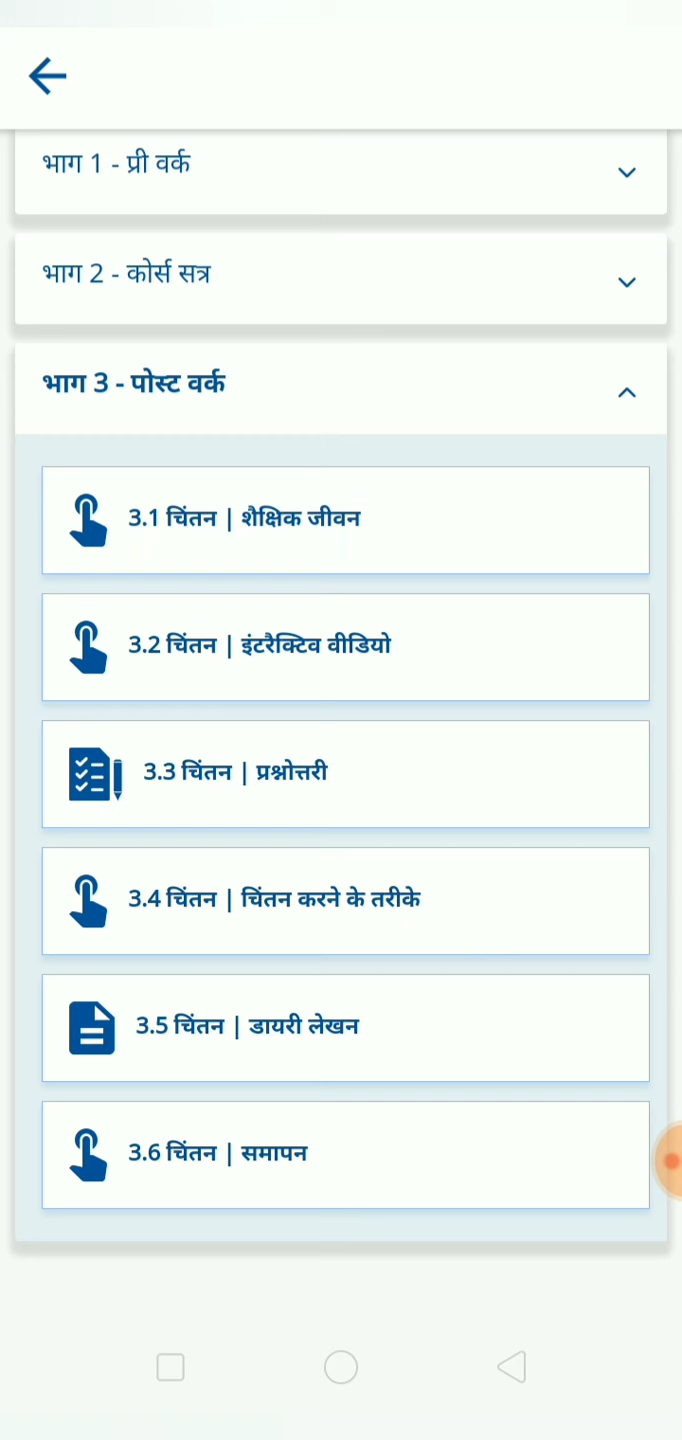 भाग 1 - प्री वर्क
भाग 2 - कोर्स सत्र
भाग 3 - पोस्ट वर्क
3.1 चिंतन | शैक्षिक जीवन
3.2 चिंतन | इंटरैक्टिव वीडियो
3.3 चिंतन | प्रश्नोत्तरी
3.4 चिंतन | चिंतन करने के तरीके
3.5 चिंतन | डायरी लेखन
3.6 चिंतन | समापन